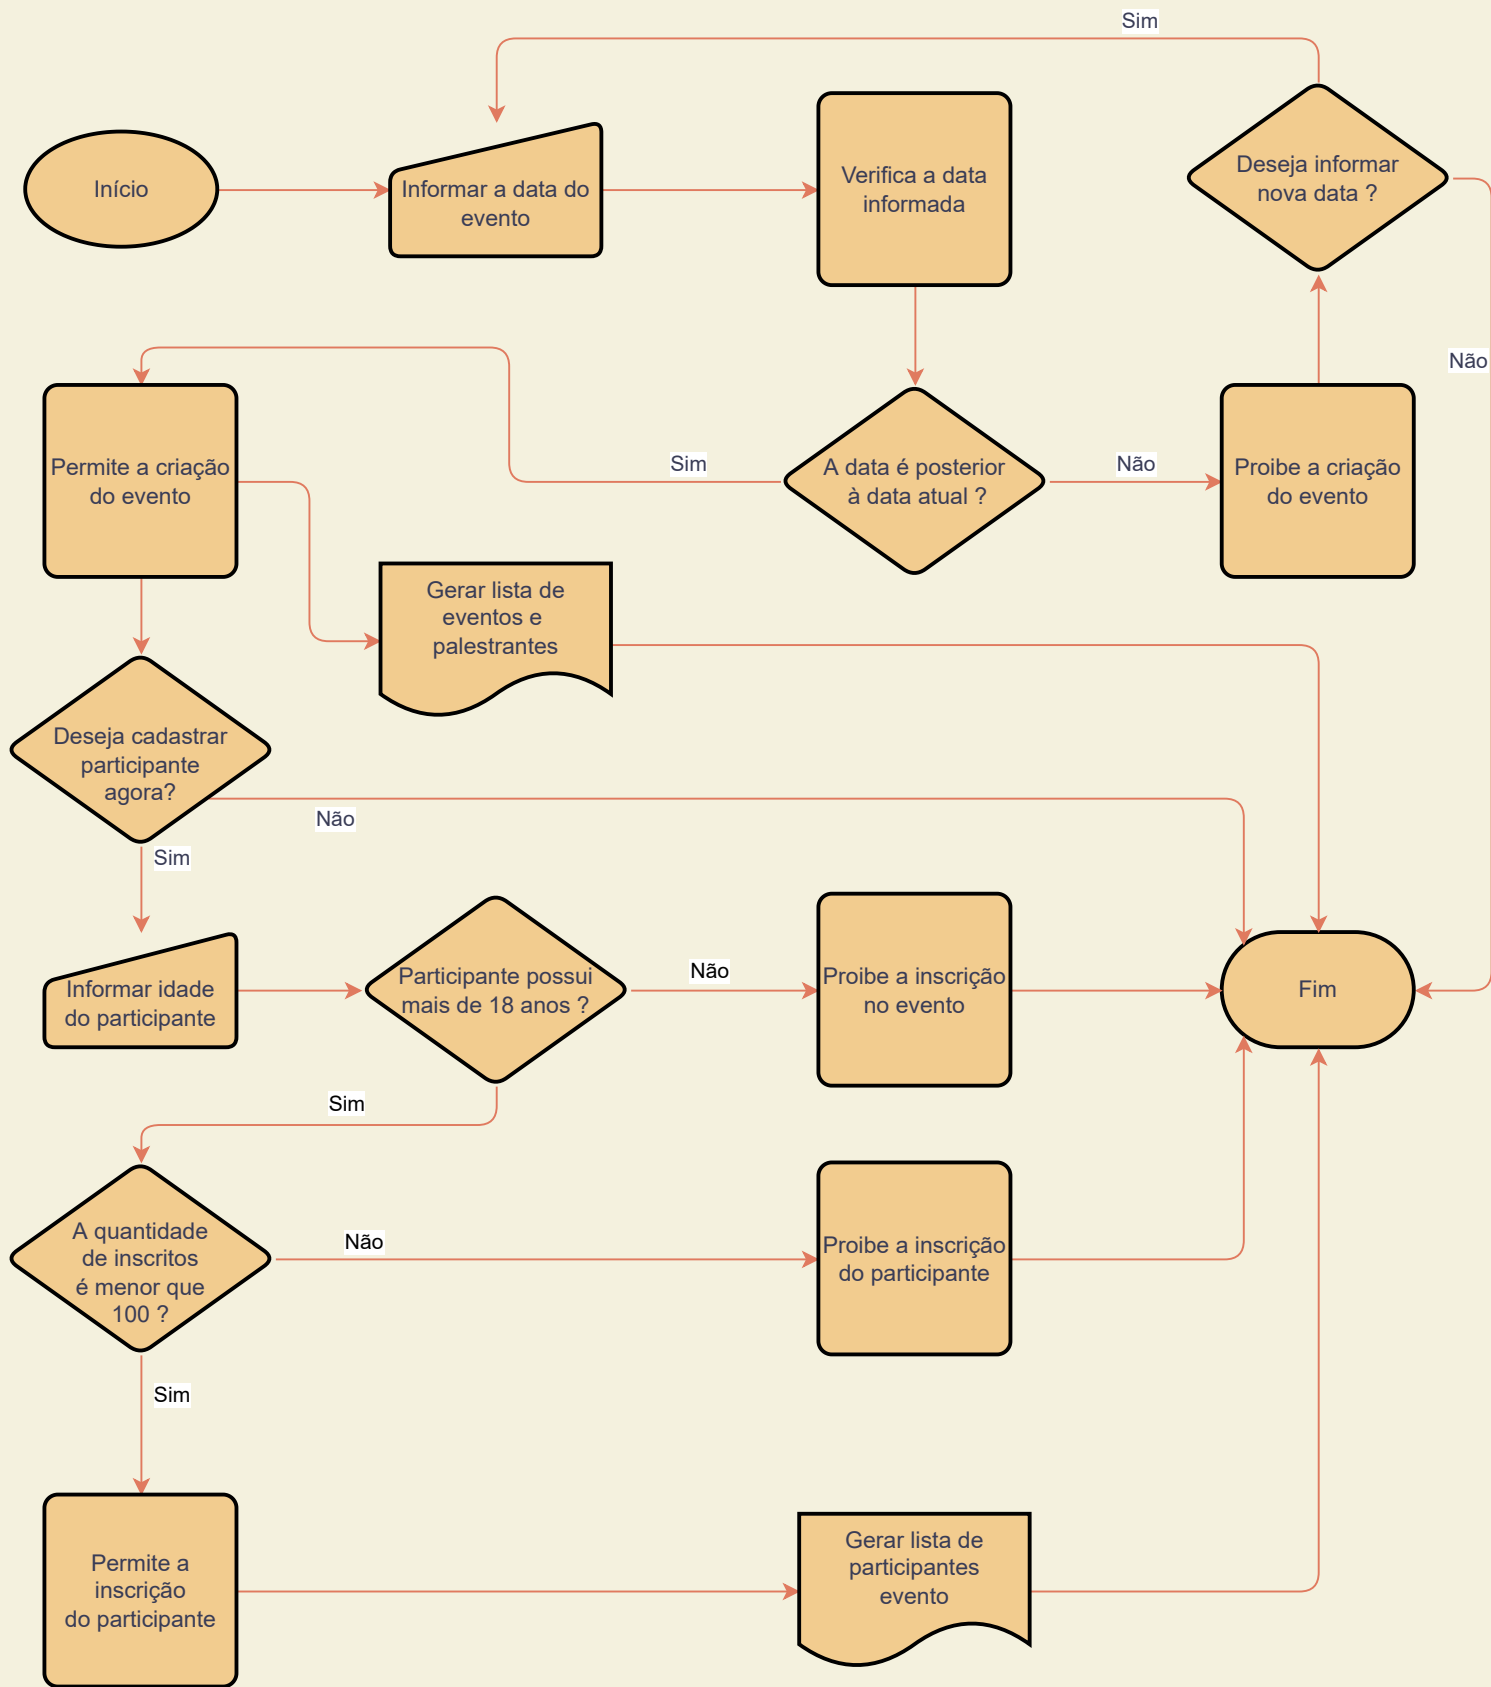 Sim
Início
Informar a data do
evento
Verifica a data
informada
Deseja informar
nova data ?
Não
Permite a criação
do evento
Sim
A data é posterior
à data atual ?
Não
Proibe a criação
do evento
Gerar lista de
eventos e
palestrantes
Deseja cadastrar
participante
agora?
Não
Sim
Informar idade
do participante
Participante possui
mais de 18 anos ?
Não
Proibe a inscrição
no evento
Fim
Sim
A quantidade
de inscritos
é menor que
100 ?
Não
Proibe a inscrição
do participante
Sim
Permite a
inscrição
do participante
Gerar lista de
participantes
evento